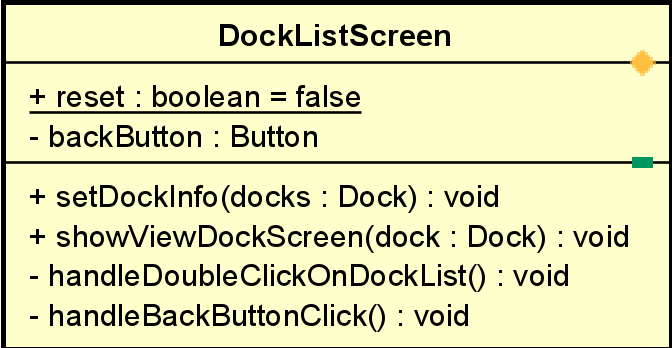 DockListScreen
+ reset : boolean = false
- backButton : Button
+ setDockInfo(docks : Dock) : void
+ showViewDockScreen(dock : Dock) : void
- handleDoubleClickOnDockList() : void
- handleBackButtonClick() : void